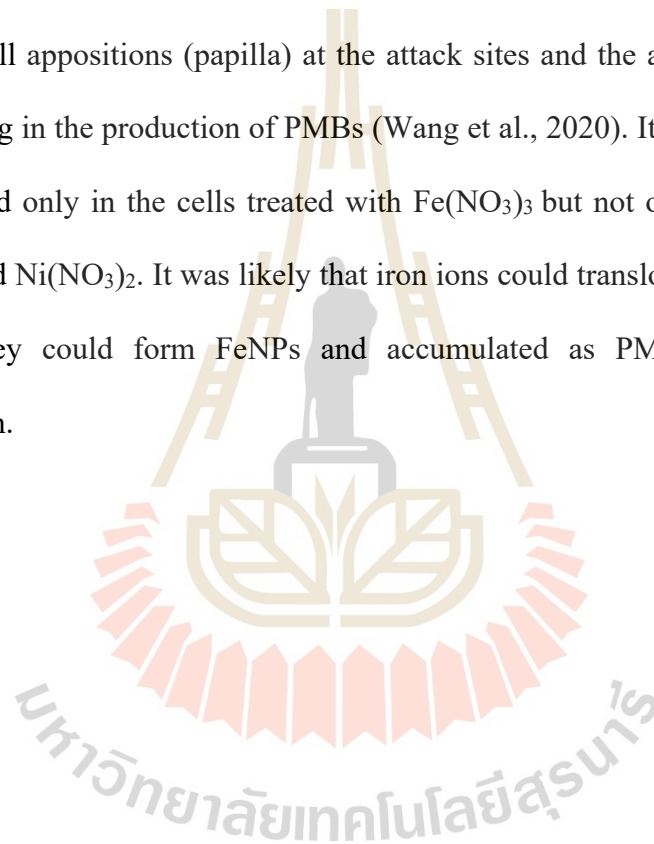 ll appositions (papilla) at the attack sites and the a
g in the production of PMBs (Wang et al., 2020). It
d only in the cells treated with Fe(NO₃)₃ but not o
d Ni(NO₃)₂. It was likely that iron ions could translo
ey could form FeNPs and accumulated as PM
n.
มหาวิทยาลัยเทคโนโลยีสุรนารี